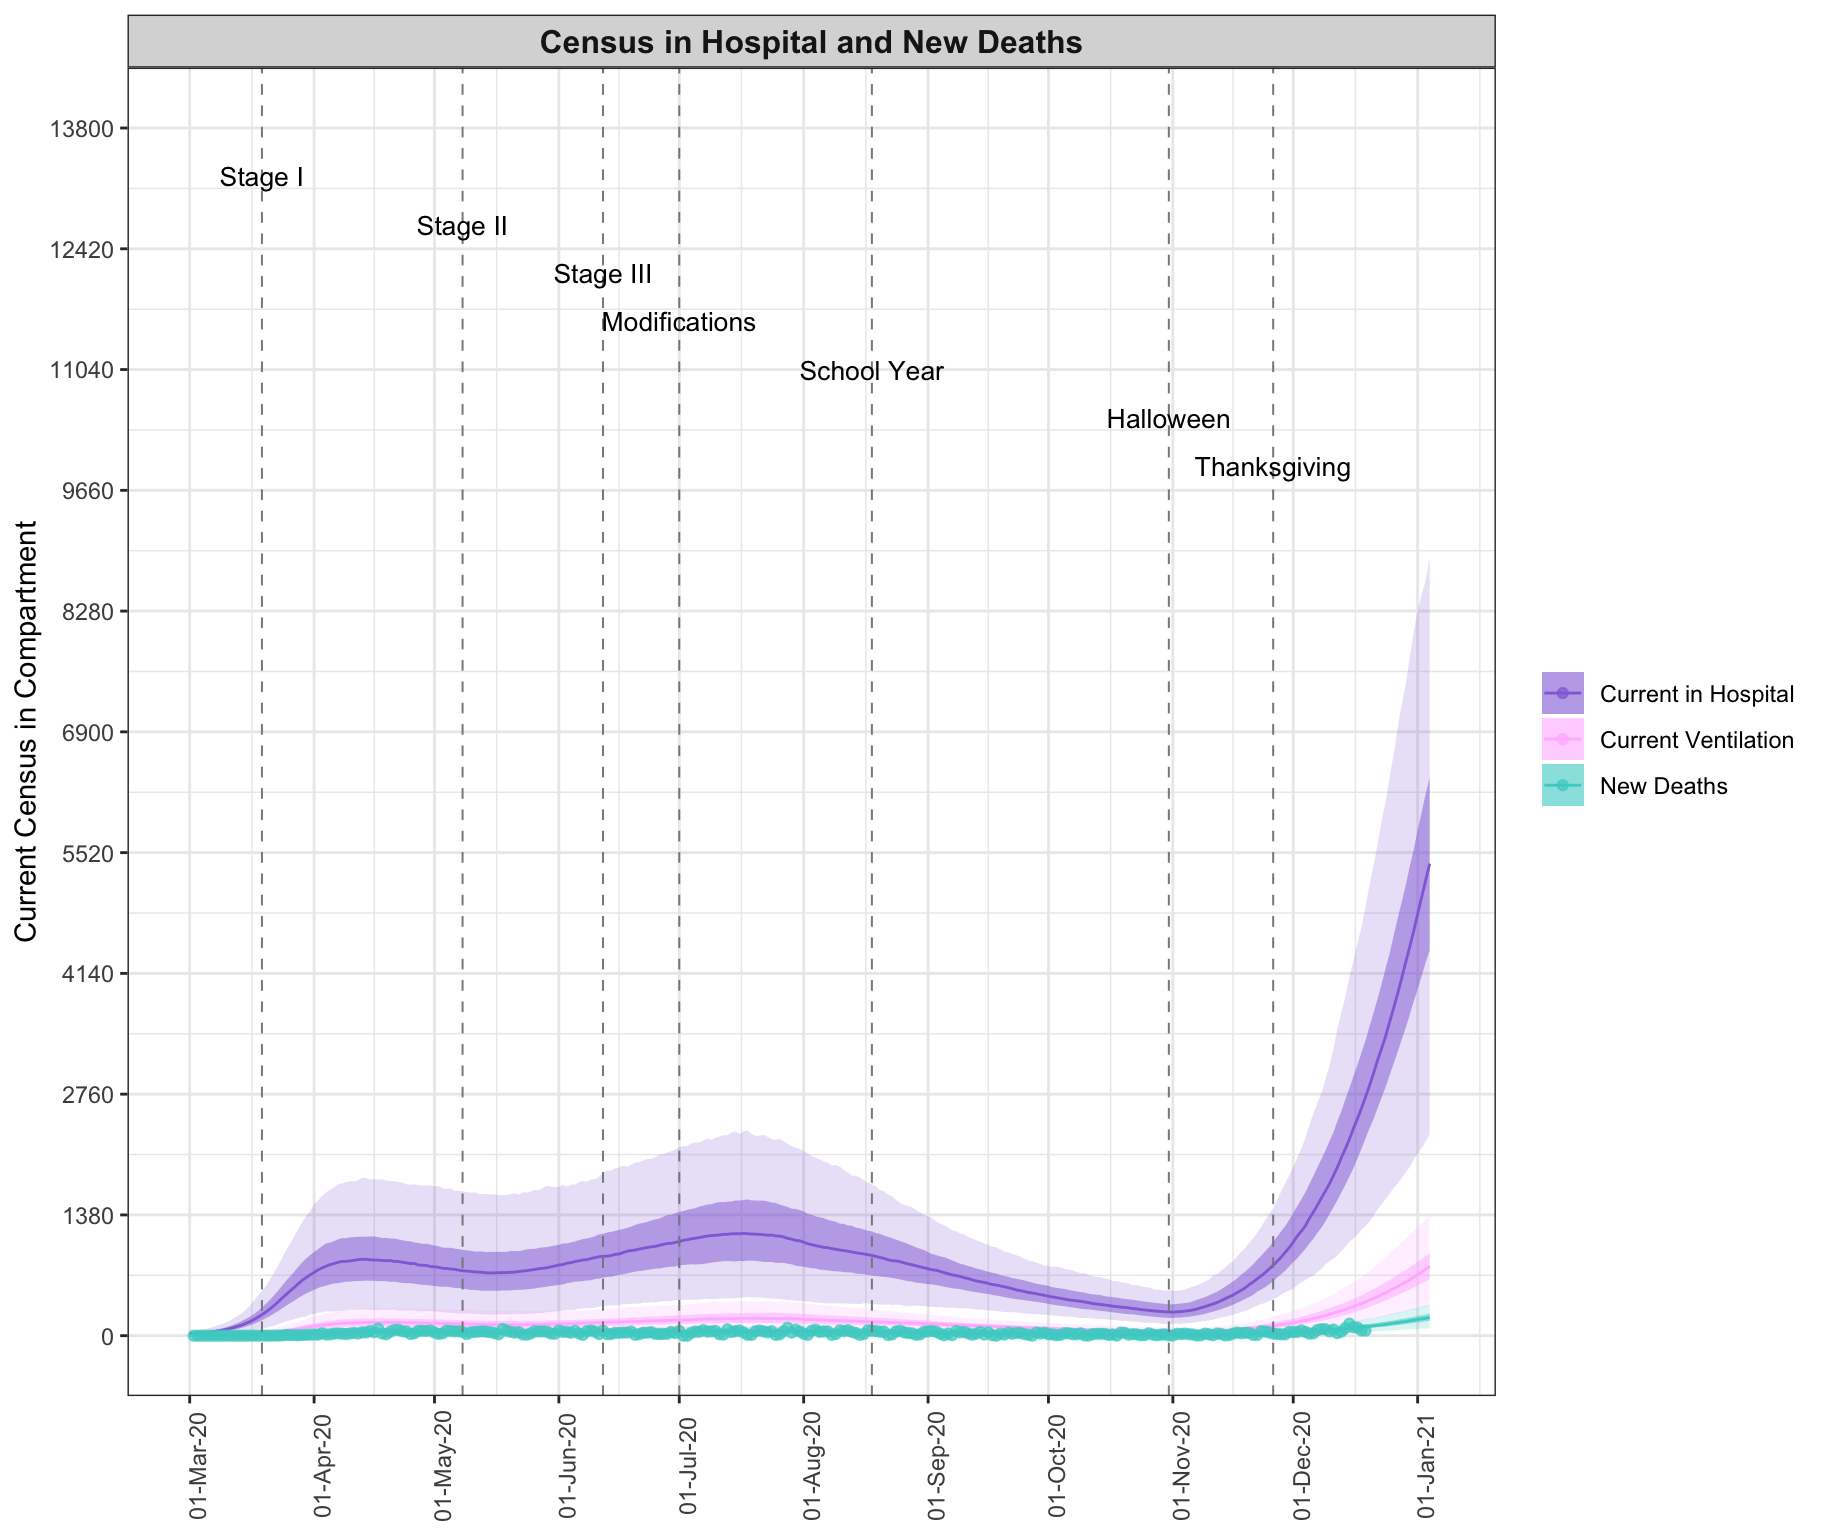 Census in Hospital and New Deaths
13800
Stage I
Stage II
12420
Stage III
Modifications
11040
School Year
Halloween
Thanksgiving
9660
8280
6900
5520
4140
2760
1380
0
Current Census in Compartment
Current in Hospital
Current Ventilation
New Deaths
01-Mar-20
01-Apr-20
01-May-20
01-Jun-20
01-Jul-20
01-Aug-20
01-Sep-20
01-Oct-20
01-Nov-20
01-Dec-20
01-Jan-21